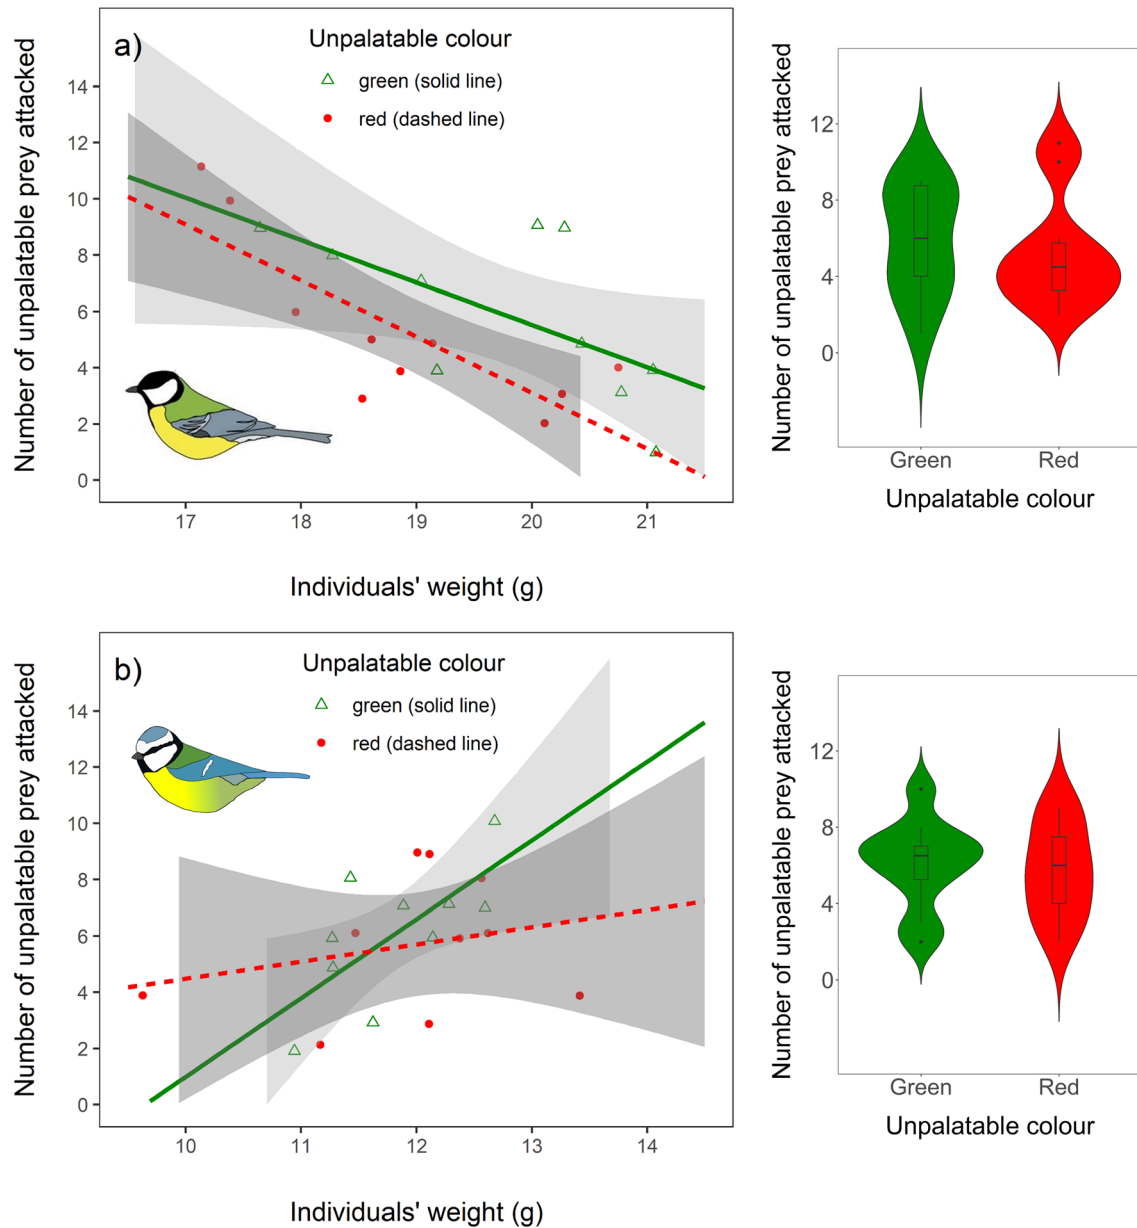 a)
Unpalatable colour
green (solid line)
red (dashed line)
Number of unpalatable prey attacked
14
12
10
8
6
4
2
0
17
18
19
20
21
Individuals' weight (g)
Number of unpalatable prey attacked
12
8
4
0
Green
Red
Unpalatable colour
b)
Unpalatable colour
green (solid line)
red (dashed line)
Number of unpalatable prey attacked
14
12
10
8
6
4
2
0
10
11
12
13
14
Individuals' weight (g)
Number of unpalatable prey attacked
12
8
4
0
Green
Red
Unpalatable colour